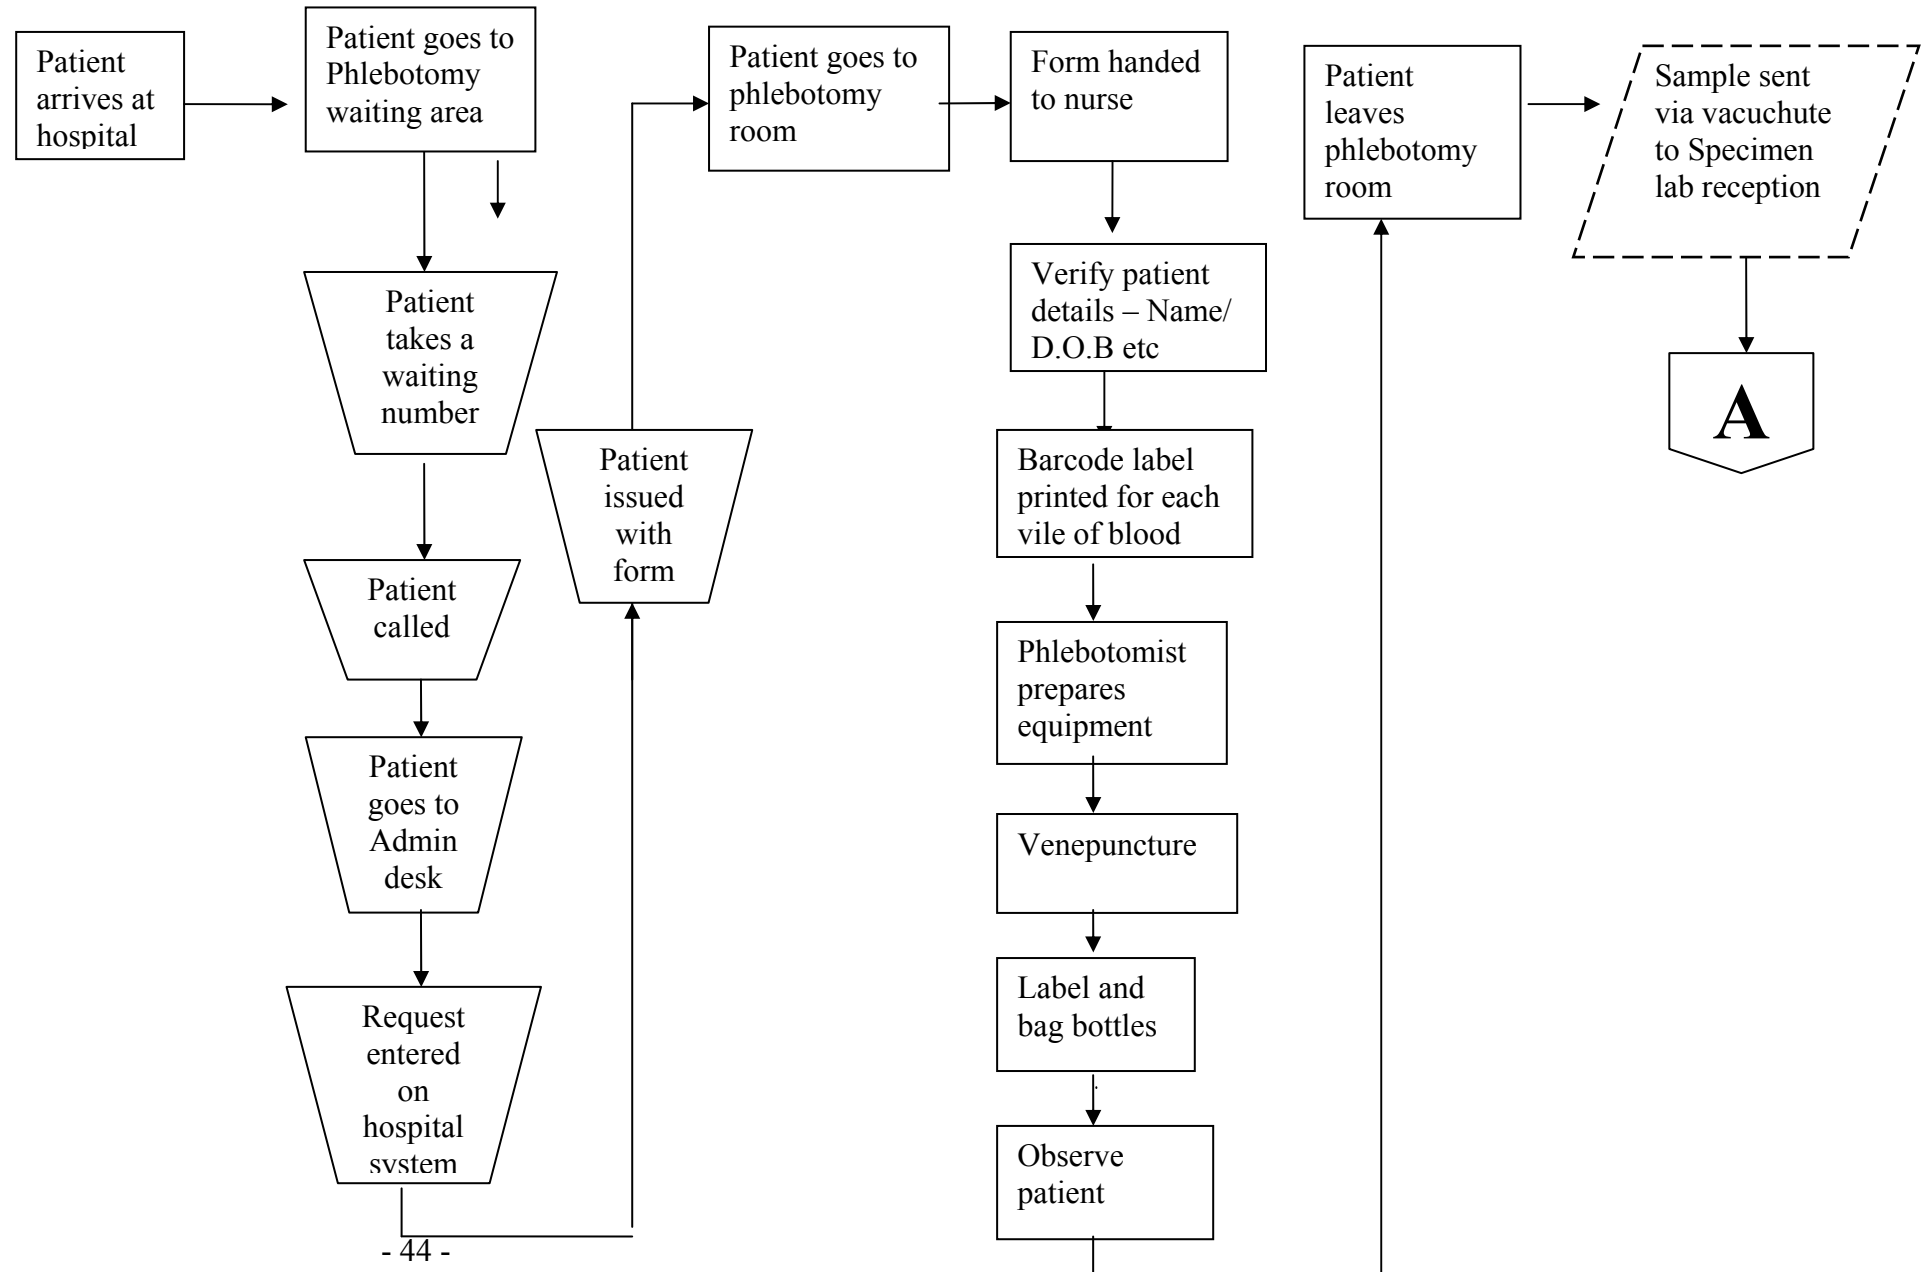 Patient
arrives at
hospital
Patient goes to
Phlebotomy
waiting area
Patient
takes a
waiting
number
Patient
called
Patient
goes to
Admin
desk
Request
entered
on
hospital
system
Patient
issued
with
form
Patient goes to
phlebotomy
room
Form handed
to nurse
Verify patient
details – Name/
D.O.B etc
Barcode label
printed for each
vile of blood
Phlebotomist
prepares
equipment
Venepuncture
Label and
bag bottles
Observe
patient
Patient
leaves
phlebotomy
room
Sample sent
via vacuchute
to Specimen
lab reception
A
- 44 -